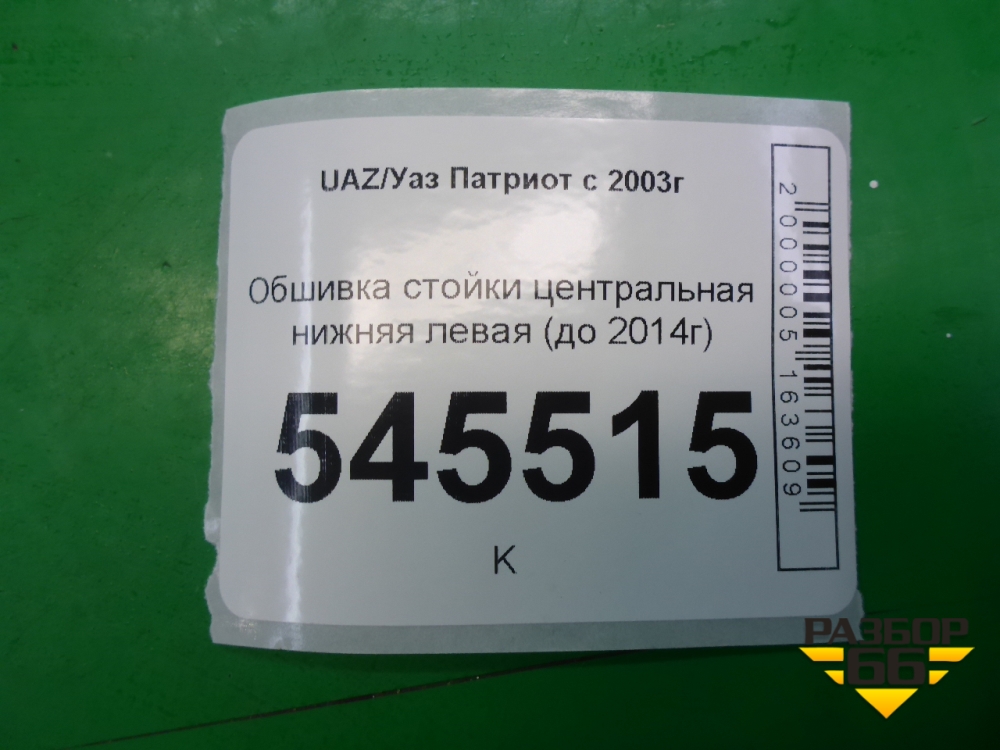 UAZ/Уаз Патриот с 2003г
Обшивка стойки центральная
нижняя левая (до 2014г)
545515
К
2000005163609
РАЗБОР
66